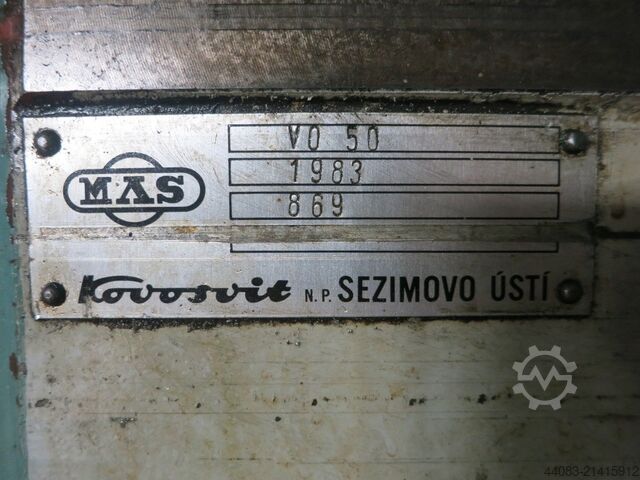 VO 50
1983
MAS
869
Kovosvit N.P. SEZIMOVO ÚSTÍ
44083-21415912